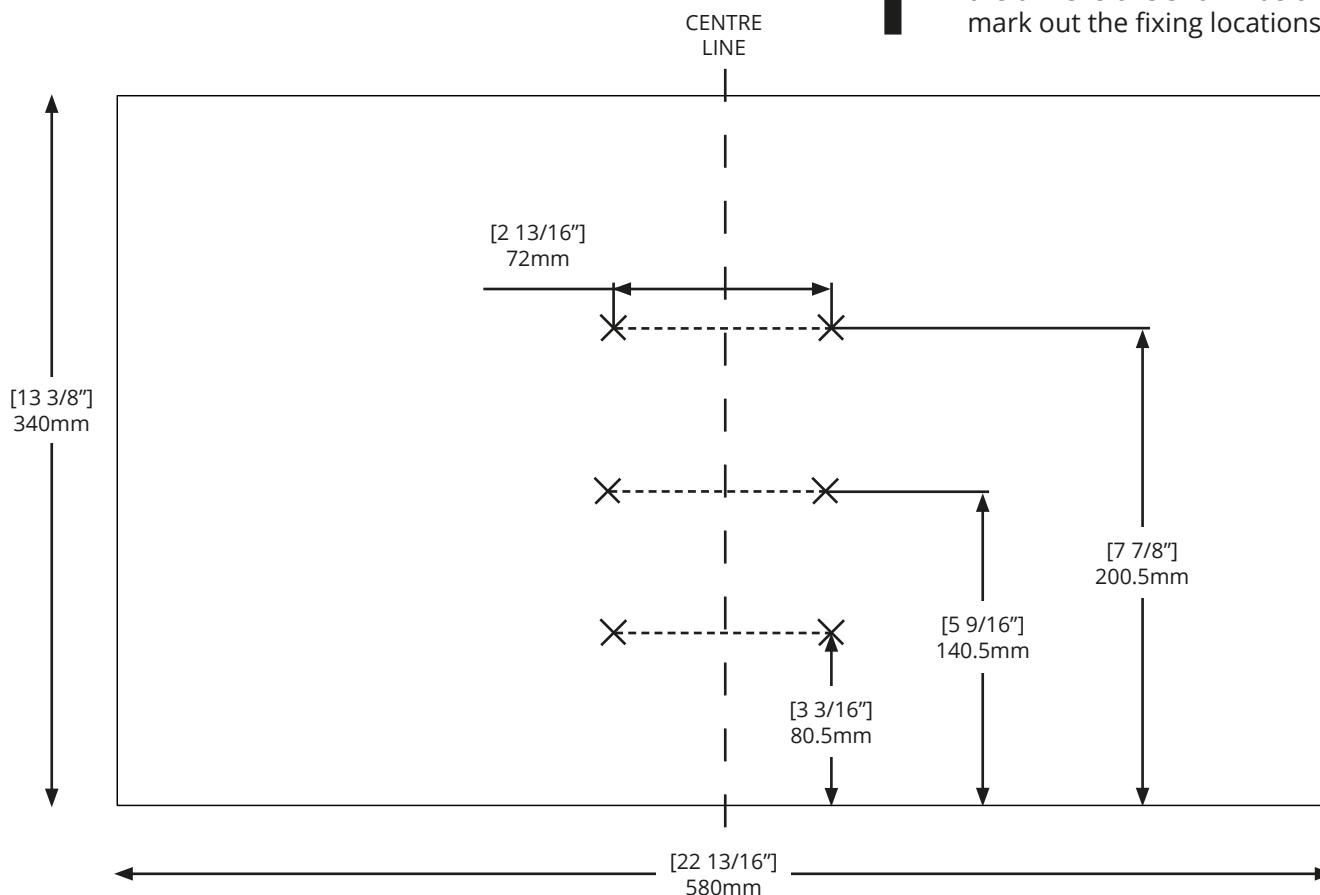 mark out the fixing locations
CENTRE
LINE
[2 13/16”]
72mm
[13 3/8”]
340mm
[7 7/8”]
200.5mm
[5 9/16”]
140.5mm
[3 3/16”]
80.5mm
[22 13/16”]
580mm